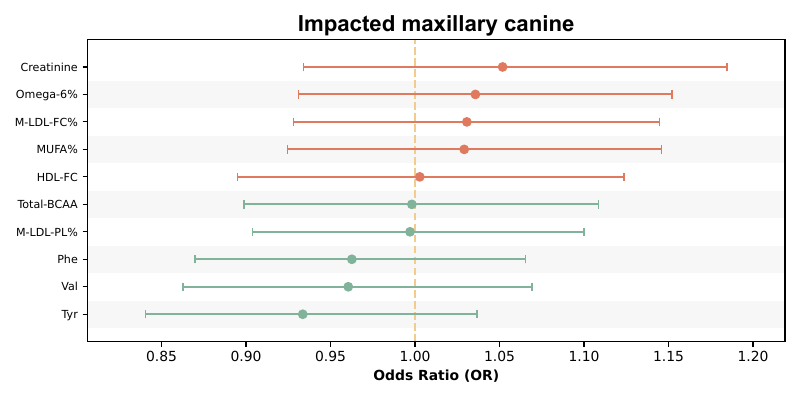 Impacted maxillary canine
Creatinine
Omega-6%
M-LDL-FC%
MUFA%
HDL-FC
Total-BCAA
M-LDL-PL%
Phe
Val
Tyr
0.85 0.90 0.95 1.00 1.05 1.10 1.15 1.20
Odds Ratio (OR)